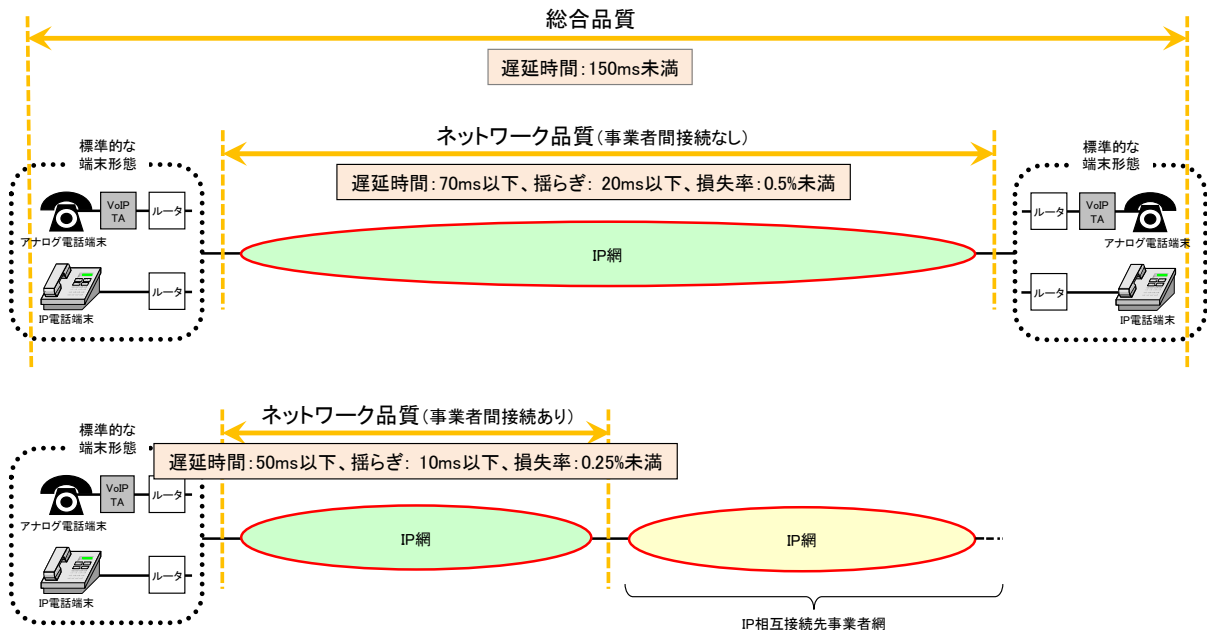 総合品質
遅延時間：150ms未満
ネットワーク品質（事業者間接続なし）
遅延時間：70ms以下、揺らぎ： 20ms以下、損失率：0.5%未満
標準的な
端末形態
VoIP
TA
ルータ
アナログ電話端末
ルータ
IP電話端末
IP網
標準的な
端末形態
ルータ
VoIP
TA
アナログ電話端末
ルータ
IP電話端末
ネットワーク品質（事業者間接続あり）
遅延時間：50ms以下、揺らぎ： 10ms以下、損失率：0.25%未満
標準的な
端末形態
VoIP
TA
ルータ
アナログ電話端末
ルータ
IP電話端末
IP網
IP網
IP相互接続先事業者網